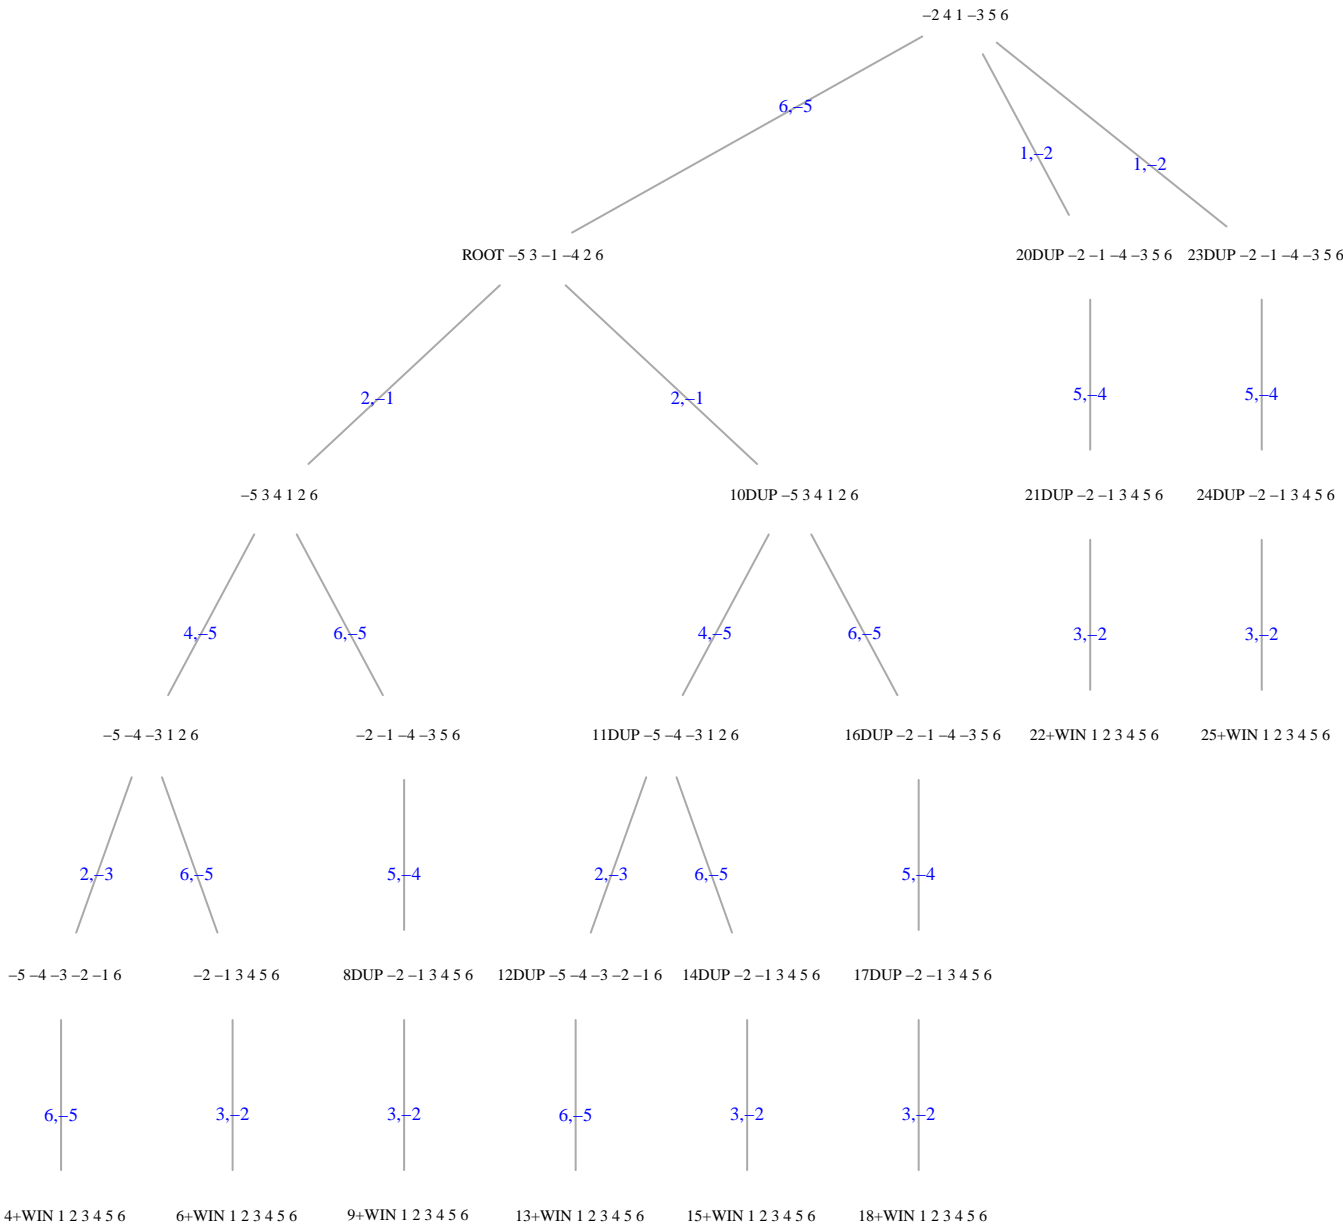 −2 4 1 −3 5 6
6,−5
1,−2
1,−2
ROOT −5 3 −1 −4 2 6
20DUP −2 −1 −4 −3 5 6
23DUP −2 −1 −4 −3 5 6
2,−1
2,−1
5,−4
5,−4
−5 3 4 1 2 6
10DUP −5 3 4 1 2 6
21DUP −2 −1 3 4 5 6
24DUP −2 −1 3 4 5 6
4,−5
6,−5
4,−5
6,−5
3,−2
3,−2
−5 −4 −3 1 2 6
−2 −1 −4 −3 5 6
11DUP −5 −4 −3 1 2 6
16DUP −2 −1 −4 −3 5 6
22+WIN 1 2 3 4 5 6
25+WIN 1 2 3 4 5 6
2,−3
6,−5
5,−4
2,−3
6,−5
5,−4
−5 −4 −3 −2 −1 6
−2 −1 3 4 5 6
8DUP −2 −1 3 4 5 6
12DUP −5 −4 −3 −2 −1 6
14DUP −2 −1 3 4 5 6
17DUP −2 −1 3 4 5 6
6,−5
3,−2
3,−2
6,−5
3,−2
3,−2
4+WIN 1 2 3 4 5 6
6+WIN 1 2 3 4 5 6
9+WIN 1 2 3 4 5 6
13+WIN 1 2 3 4 5 6
15+WIN 1 2 3 4 5 6
18+WIN 1 2 3 4 5 6